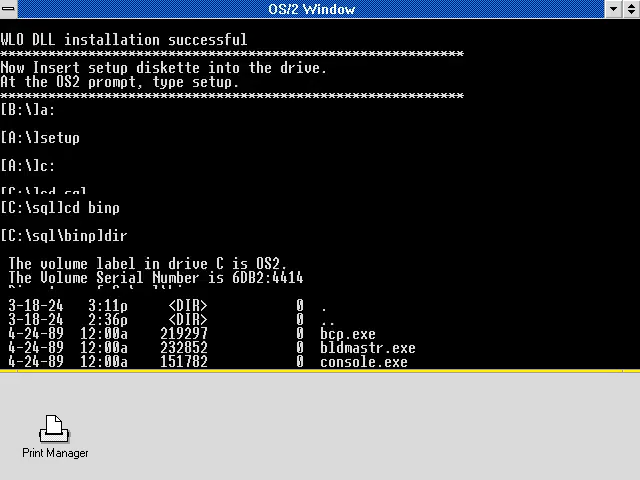 OS/2 Window
WLO DLL installation successful
*********************************************************
Now Insert setup diskette into the drive.
At the OS2 prompt, type setup.
*********************************************************
[B:\]a:
[A:\]setup
[A:\]c:
[C:\]cd sql
[C:\sql]cd binp
[C:\sql\binp]dir
The volume label in drive C is OS2.
The Volume Serial Number is 6DB2:4414
3-18-24 3:11p <DIR> 0 .
3-18-24 2:36p <DIR> 0 ..
4-24-89 12:00a 219297 0 bcp.exe
4-24-89 12:00a 232852 0 bldmastr.exe
4-24-89 12:00a 151782 0 console.exe
Print Manager